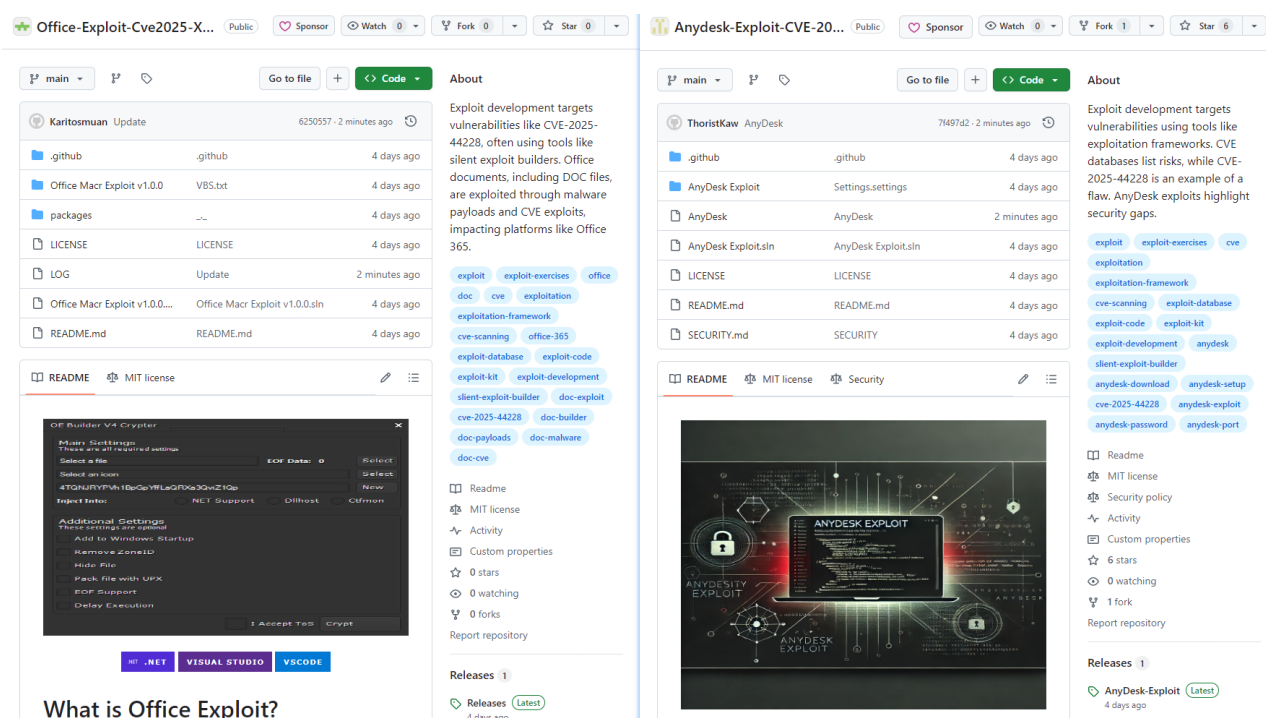 Office-Exploit-Cve2025-X... Public Sponsor Watch 0 Fork 0 Star 0
main Go to file Code
Karitosmuan Update 6250557 · 2 minutes ago
.github .github 4 days ago
Office Macr Exploit v1.0.0 VBS.txt 4 days ago
packages _._ 4 days ago
LICENSE LICENSE 4 days ago
LOG Update 2 minutes ago
Office Macr Exploit v1.0.0.... Office Macr Exploit v1.0.0.sln 4 days ago
README.md README.md 4 days ago
README MIT license
OE Builder V4 Crypter
Main Settings
These are all required settings
Select a file EOF Data: 0 Select
Select an icon Select
New
Inject Into: NET Support Dllhost Ctfmon
Additional Settings
These settings are optional
Add to Windows Startup
Remove ZoneID
Hide File
Pack file with UPX
EOF Support
Delay Execution
I Accept ToS Crypt
.NET .NET VISUAL STUDIO VSCODE
What is Office Exploit?
About
Exploit development targets
vulnerabilities like CVE-2025-
44228, often using tools like
silent exploit builders. Office
documents, including DOC files,
are exploited through malware
payloads and CVE exploits,
impacting platforms like Office
365.
exploit exploit-exercises office
doc cve exploitation
exploitation-framework
cve-scanning office-365
exploit-database exploit-code
exploit-kit exploit-development
slient-exploit-builder doc-exploit
cve-2025-44228 doc-builder
doc-payloads doc-malware
doc-cve
Readme
MIT license
Activity
Custom properties
0 stars
0 watching
0 forks
Report repository
Releases 1
Releases Latest
4 days ago
Anydesk-Exploit-CVE-20... Public Sponsor Watch 0 Fork 1 Star 6
main Go to file Code
ThoristKaw AnyDesk 7f497d2 · 2 minutes ago
.github .github 4 days ago
AnyDesk Exploit Settings.settings 4 days ago
AnyDesk AnyDesk 2 minutes ago
AnyDesk Exploit.sln AnyDesk Exploit.sln 4 days ago
LICENSE LICENSE 4 days ago
README.md README.md 4 days ago
SECURITY.md SECURITY 4 days ago
README MIT license Security
ANYDESK EXPLOIT
ANYDESITY
EXPLOIT
ANYDESK
EXPLOIT
About
Exploit development targets
vulnerabilities using tools like
exploitation frameworks. CVE
databases list risks, while CVE-
2025-44228 is an example of a
flaw. AnyDesk exploits highlight
security gaps.
exploit exploit-exercises cve
exploitation
exploitation-framework
cve-scanning exploit-database
exploit-code exploit-kit
exploit-development anydesk
slient-exploit-builder
anydesk-download anydesk-setup
cve-2025-44228 anydesk-exploit
anydesk-password anydesk-port
Readme
MIT license
Security policy
Activity
Custom properties
6 stars
0 watching
1 fork
Report repository
Releases 1
AnyDesk-Exploit Latest
4 days ago